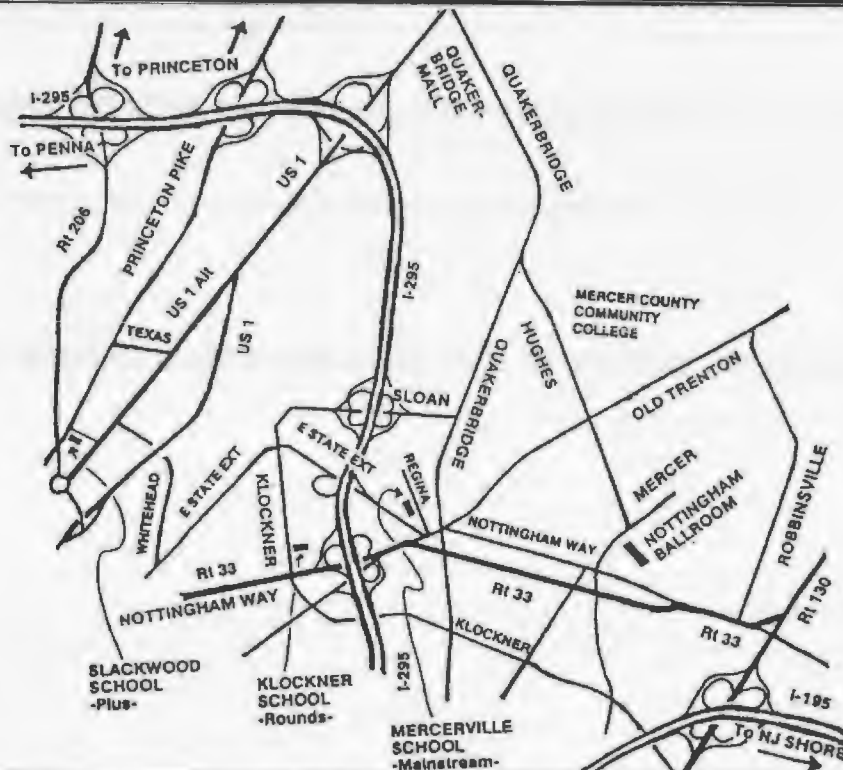 To PRINCETON
I-295
To PENNA
QUAKER-
BRIDGE
MALL
QUAKERBRIDGE
Rt 206
PRINCETON PIKE
US 1
US 1 Alt
TEXAS
US 1
I-295
MERCER COUNTY
COMMUNITY
COLLEGE
HUGHES
QUAKERBRIDGE
OLD TRENTON
SLOAN
E STATE EXT
REGINA
KLOCKNER
E STATE EXT
WHITEHEAD
MERCER
NOTTINGHAM
BALLROOM
ROBBINSVILLE
NOTTINGHAM WAY
Rt 33
NOTTINGHAM WAY
Rt 33
Rt 130
Rt 33
KLOCKNER
I-295
I-195
To NJ SHORE
SLACKWOOD
SCHOOL
-Plus-
KLOCKNER
SCHOOL
-Rounds-
MERCERVILLE
SCHOOL
-Mainstream-